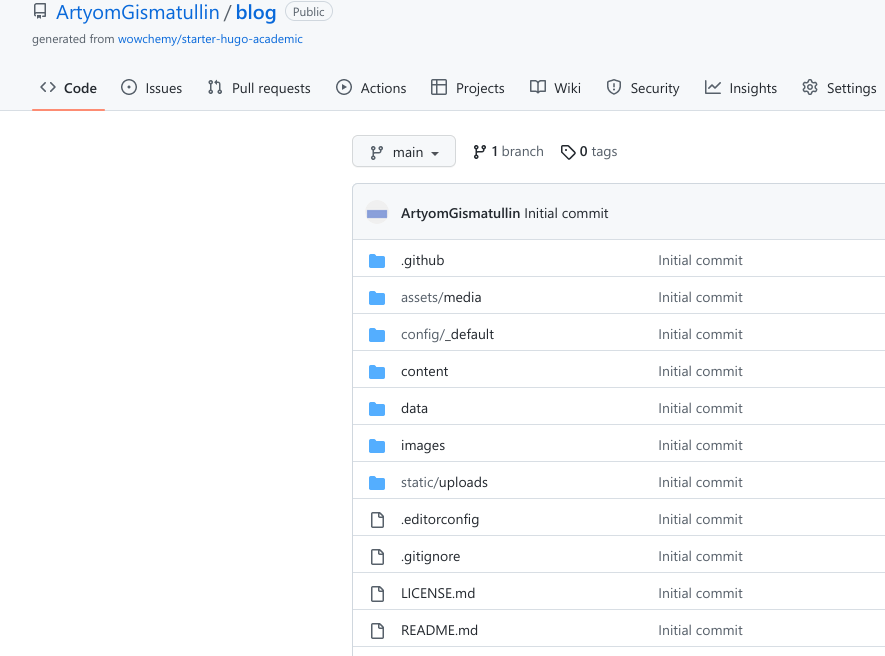 ArtyomGismatullin / blog Public
generated from wowchemy/starter-hugo-academic
Code Issues Pull requests Actions Projects Wiki Security Insights Settings
main 1 branch 0 tags
ArtyomGismatullin Initial commit
.github Initial commit
assets/media Initial commit
config/_default Initial commit
content Initial commit
data Initial commit
images Initial commit
static/uploads Initial commit
.editorconfig Initial commit
.gitignore Initial commit
LICENSE.md Initial commit
README.md Initial commit